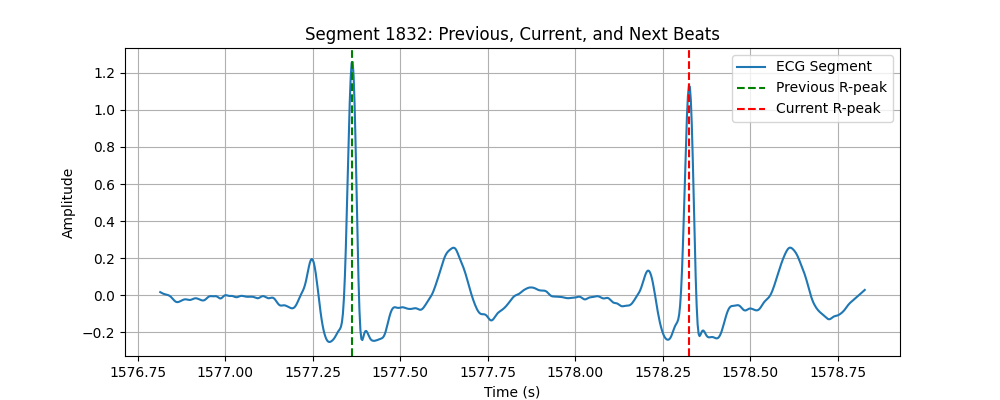 Segment 1832: Previous, Current, and Next Beats
ECG Segment
Previous R-peak
Current R-peak
Amplitude
1.2
1.0
0.8
0.6
0.4
0.2
0.0
−0.2
1576.75 1577.00 1577.25 1577.50 1577.75 1578.00 1578.25 1578.50 1578.75
Time (s)